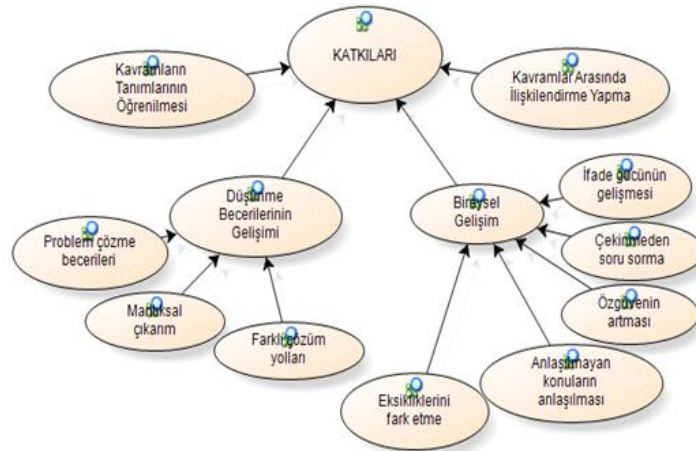 KATKILARI
Kavramların
Tanımlarının
Öğrenilmesi
Kavramlar Arasında
İlişkilendirme Yapma
Düşünme
Becerilerinin
Gelişimi
Bireysel
Gelişim
İfade gücünün
gelişmesi
Problem çözme
becerileri
Çekinmeden
soru sorma
Mantıksal
çıkarım
Özgüvenin
artması
Farklı çözüm
yolları
Anlaşılmayan
konuların
anlaşılması
Eksikliklerini
fark etme